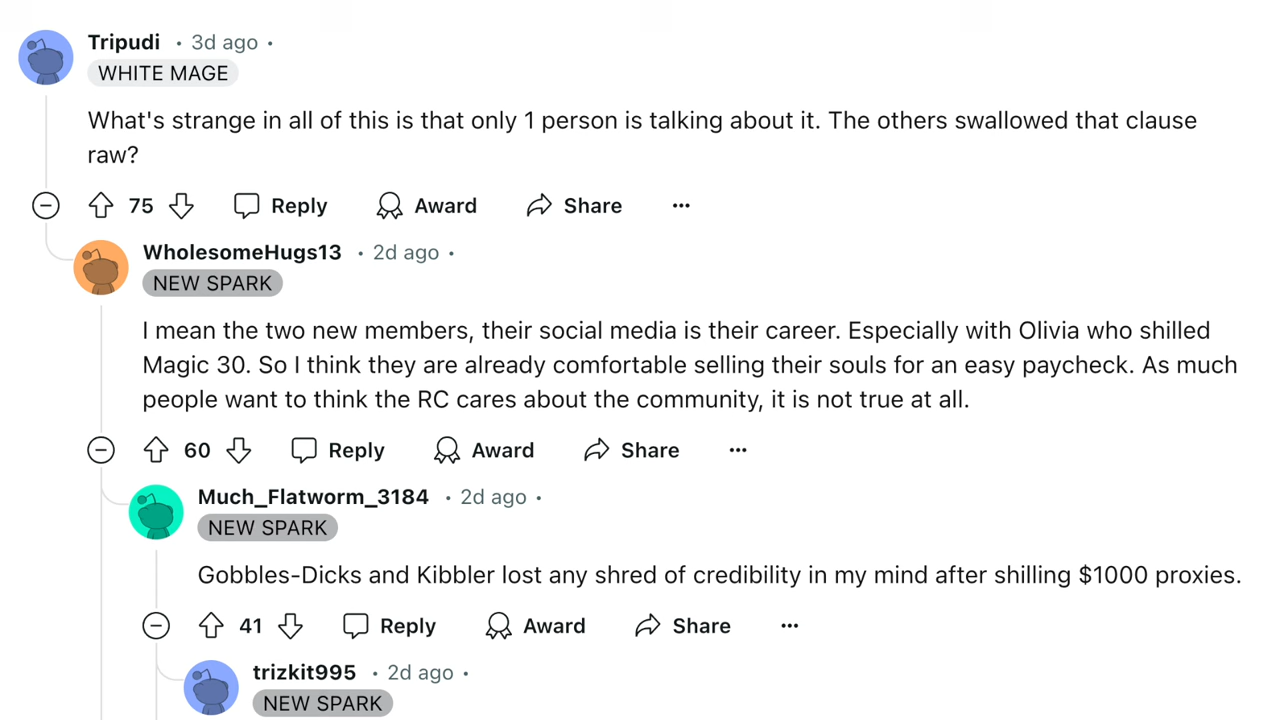 Tripudi • 3d ago •
WHITE MAGE
What's strange in all of this is that only 1 person is talking about it. The others swallowed that clause
raw?
75 Reply Award Share
WholesomeHugs13 • 2d ago •
NEW SPARK
I mean the two new members, their social media is their career. Especially with Olivia who shilled
Magic 30. So I think they are already comfortable selling their souls for an easy paycheck. As much
people want to think the RC cares about the community, it is not true at all.
60 Reply Award Share
Much_Flatworm_3184 • 2d ago •
NEW SPARK
Gobbles-Dicks and Kibbler lost any shred of credibility in my mind after shilling $1000 proxies.
41 Reply Award Share
trizkit995 • 2d ago •
NEW SPARK